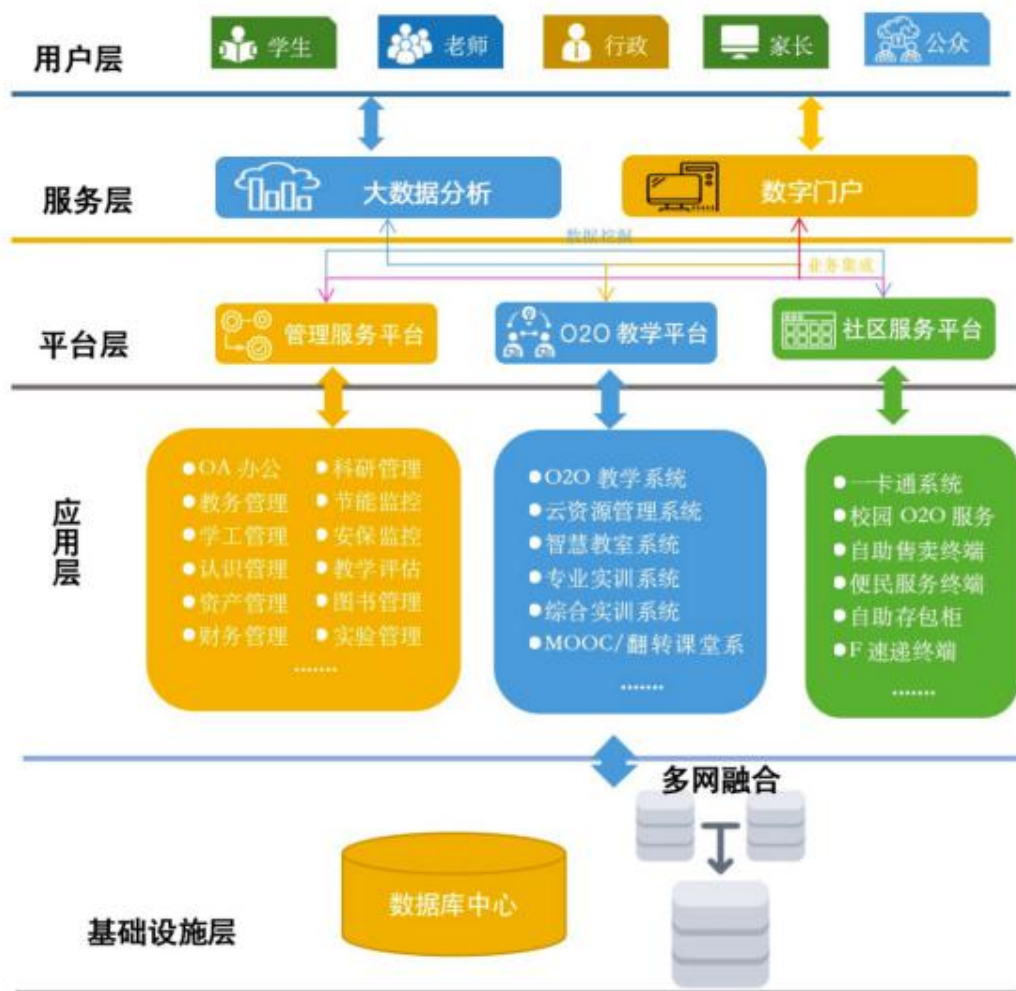 用户层
学生
老师
行政
家长
公众
服务层
大数据分析
数字门户
数据挖掘
业务集成
平台层
管理服务平台
O2O 教学平台
社区服务平台
应用层
●OA 办公
●教务管理
●学工管理
●认识管理
●资产管理
●财务管理
●科研管理
●节能监控
●安保监控
●教学评估
●图书管理
●实验管理
.......
●O2O 教学系统
●云资源管理系统
●智慧教室系统
●专业实训系统
●综合实训系统
●MOOC/翻转课堂系
.......
●一卡通系统
●校园 O2O 服务
●自助售卖终端
●便民服务终端
●自助存包柜
●F 速递终端
.......
多网融合
数据库中心
基础设施层